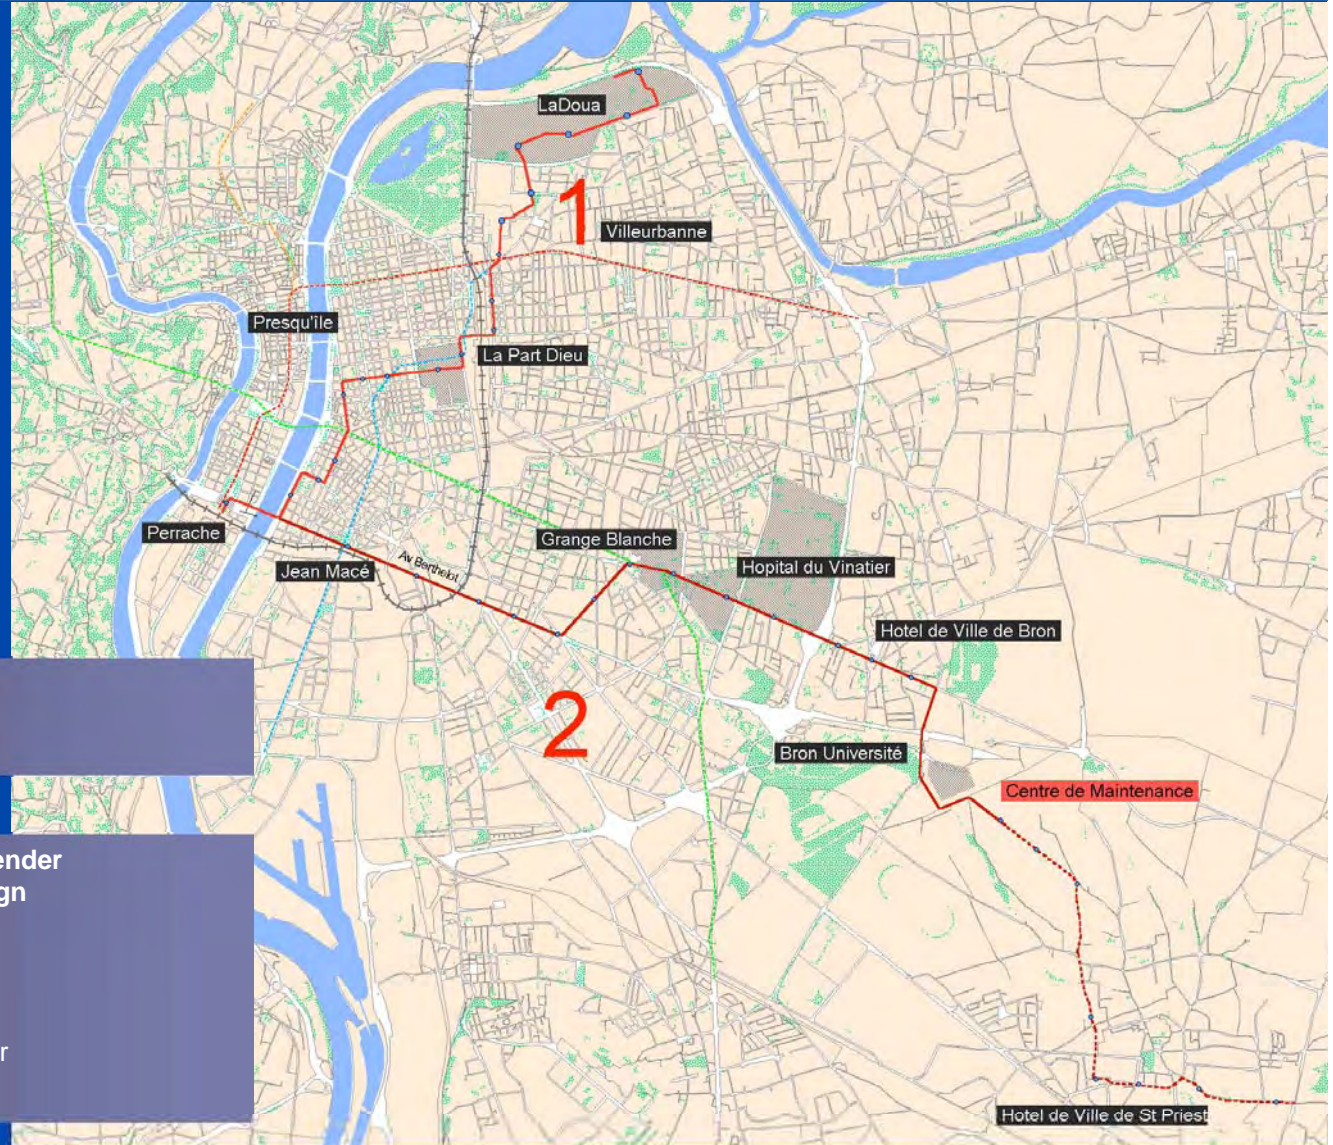 LaDoua
1
Villeurbanne
Presqu'île
La Part Dieu
Perrache
Grange Blanche
Jean Macé
Av Berthelot
Hopital du Vinatier
Hotel de Ville de Bron
2
Bron Université
Centre de Maintenance
ender
gn
r
Hotel de Ville de St Priest